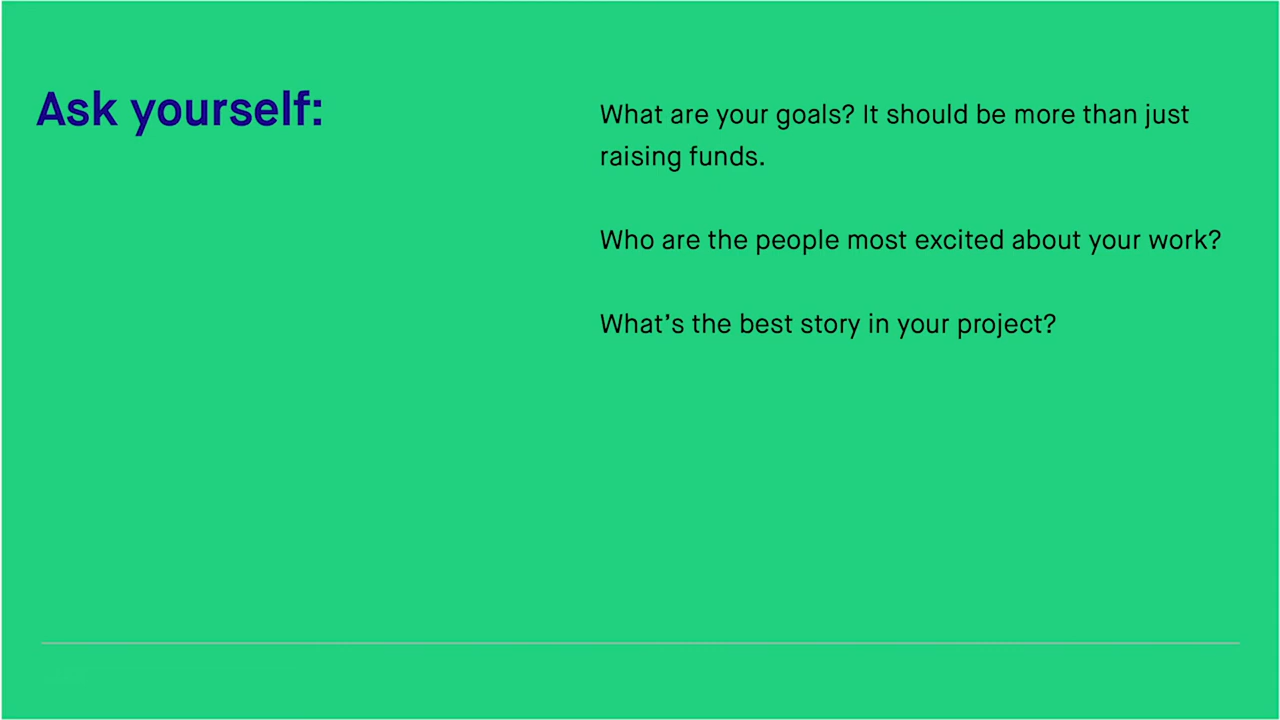 Ask yourself:
What are your goals? It should be more than just
raising funds.
Who are the people most excited about your work?
What’s the best story in your project?